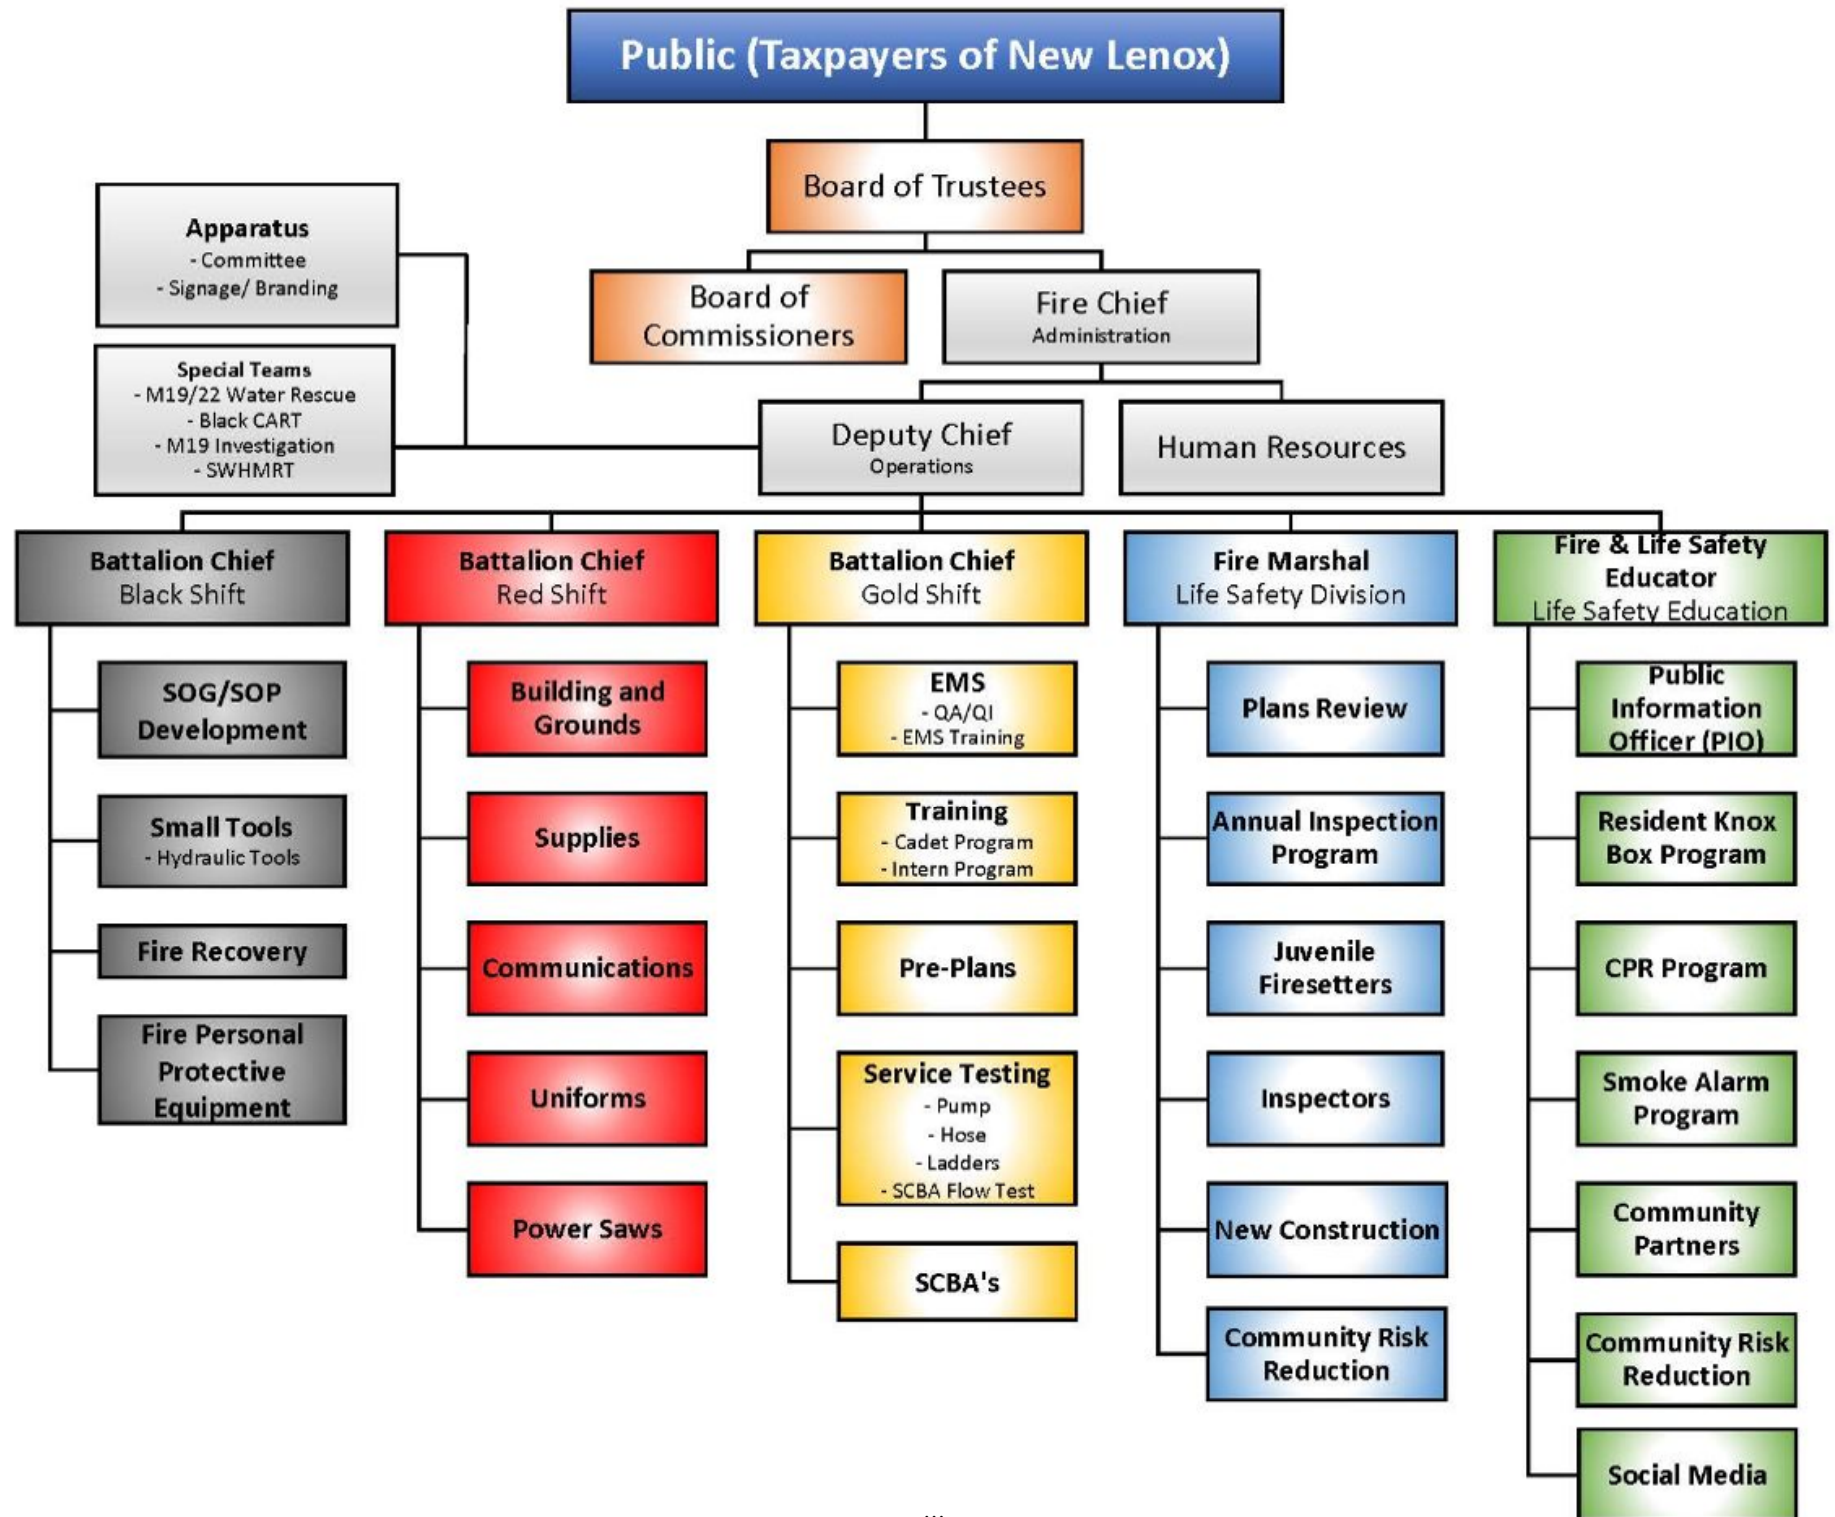 Public (Taxpayers of New Lenox)
Board of Trustees
Apparatus
- Committee
- Signage/ Branding
Board of
Commissioners
Fire Chief
Administration
Special Teams
- M19/22 Water Rescue
- Black CART
- M19 Investigation
- SWHMRT
Deputy Chief
Operations
Human Resources
Battalion Chief
Black Shift
SOG/SOP
Development
Small Tools
- Hydraulic Tools
Fire Recovery
Fire Personal
Protective
Equipment
Battalion Chief
Red Shift
Building and
Grounds
Supplies
Communications
Uniforms
Power Saws
Battalion Chief
Gold Shift
EMS
- QA/QI
- EMS Training
Training
- Cadet Program
- Intern Program
Pre-Plans
Service Testing
- Pump
- Hose
- Ladders
- SCBA Flow Test
SCBA's
Fire Marshal
Life Safety Division
Plans Review
Annual Inspection
Program
Juvenile
Firesetters
Inspectors
New Construction
Community Risk
Reduction
Fire & Life Safety
Educator
Life Safety Education
Public
Information
Officer (PIO)
Resident Knox
Box Program
CPR Program
Smoke Alarm
Program
Community
Partners
Community Risk
Reduction
Social Media